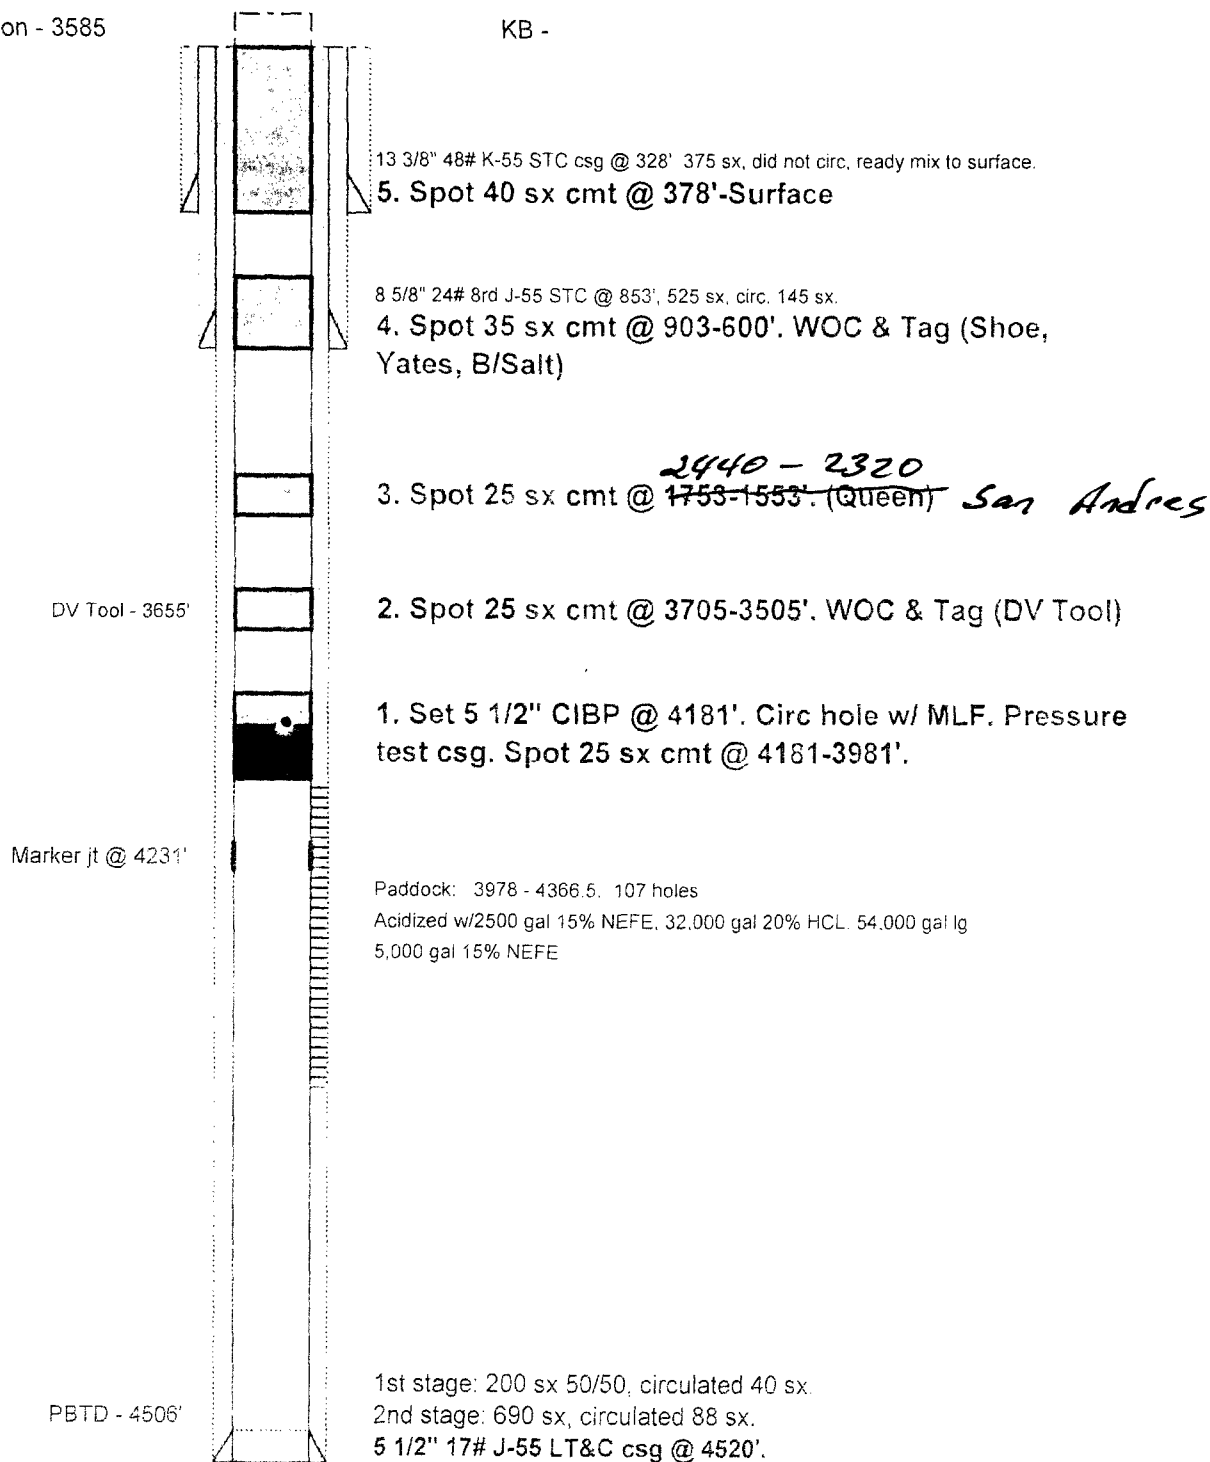 on - 3585
KB -
13 3/8" 48# K-55 STC csg @ 328' 375 sx, did not circ, ready mix to surface.
5. Spot 40 sx cmt @ 378'-Surface
8 5/8" 24# 8rd J-55 STC @ 853', 525 sx, circ. 145 sx.
4. Spot 35 sx cmt @ 903-600'. WOC & Tag (Shoe,
Yates, B/Salt)
2440 - 2320
3. Spot 25 sx cmt @ 1753-1553'. (Queen) San Andres
DV Tool - 3655'
2. Spot 25 sx cmt @ 3705-3505'. WOC & Tag (DV Tool)
1. Set 5 1/2" CIBP @ 4181'. Circ hole w/ MLF. Pressure
test csg. Spot 25 sx cmt @ 4181-3981'.
Marker jt @ 4231'
Paddock: 3978 - 4366.5. 107 holes
Acidized w/2500 gal 15% NEFE, 32,000 gal 20% HCL. 54,000 gal lg
5,000 gal 15% NEFE
1st stage: 200 sx 50/50, circulated 40 sx.
PBTD - 4506'
2nd stage: 690 sx, circulated 88 sx.
5 1/2" 17# J-55 LT&C csg @ 4520'.